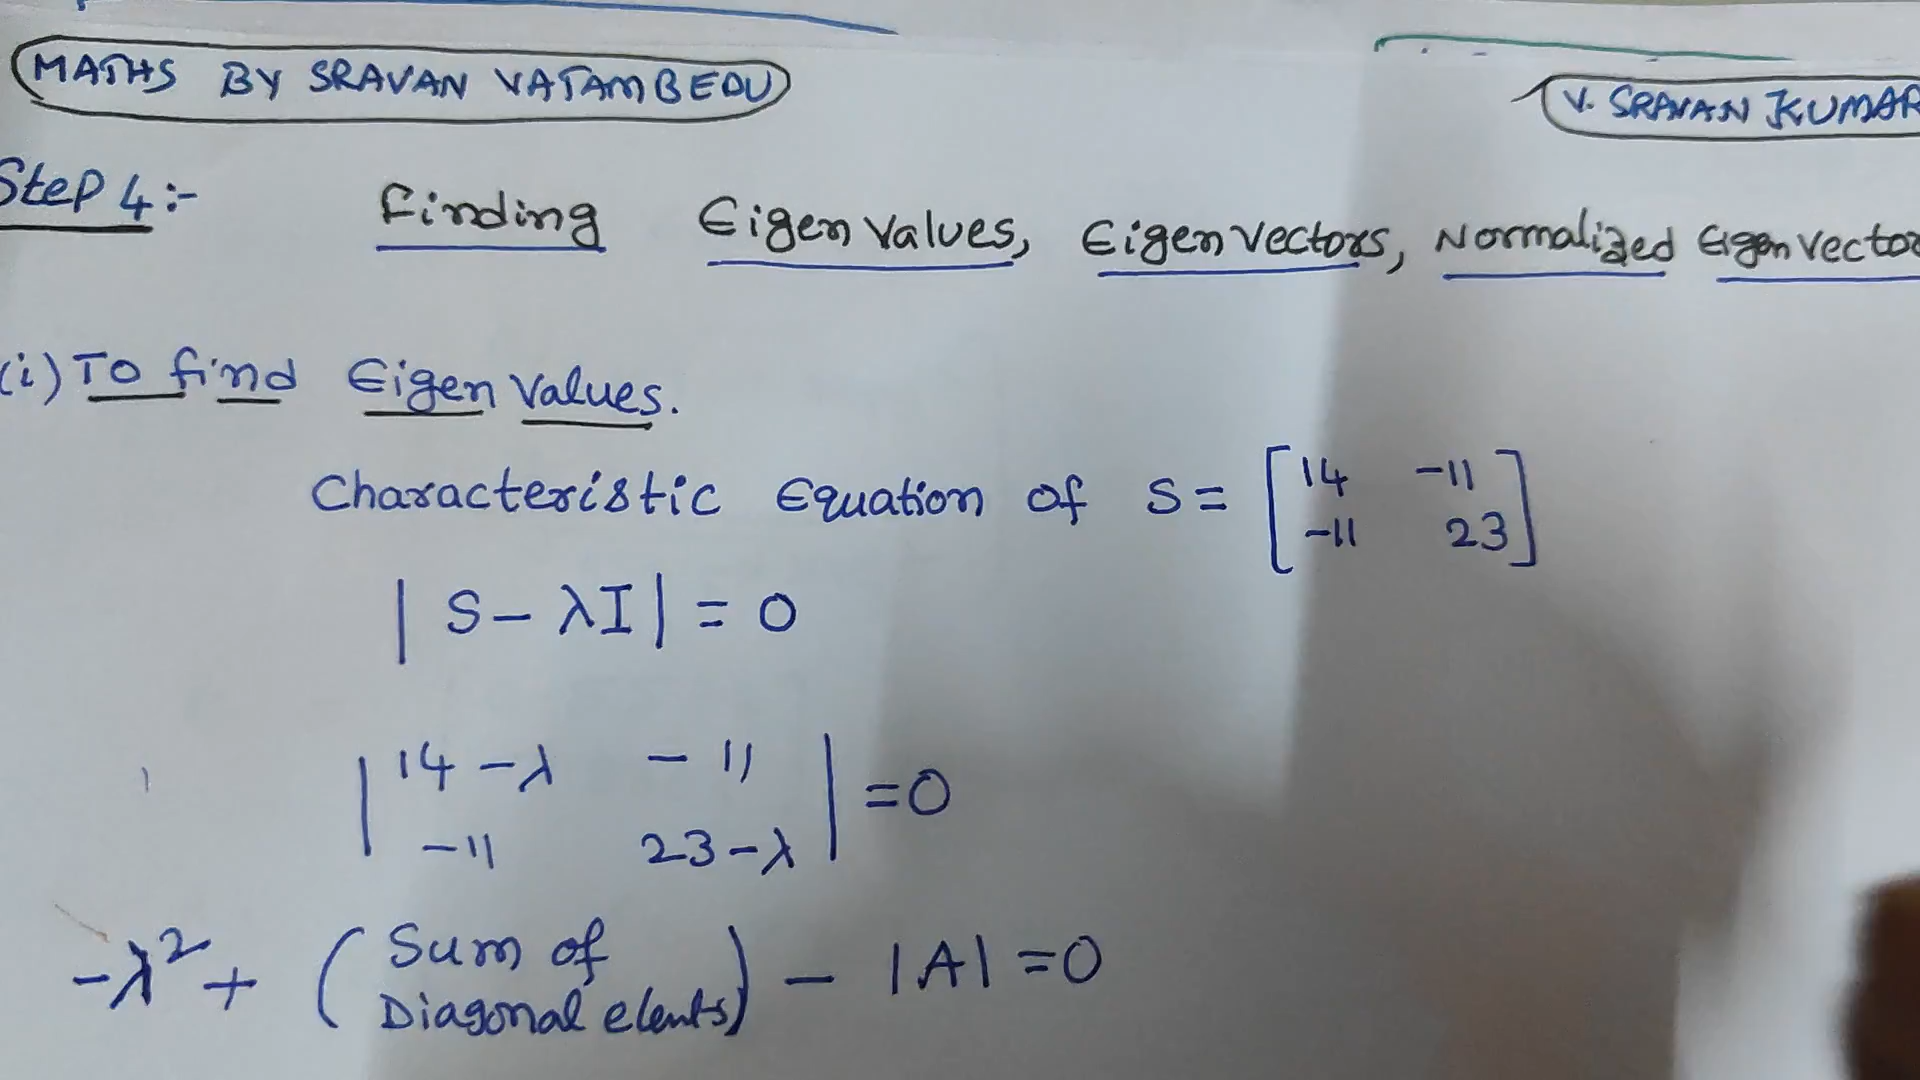 MATHS BY SRAVAN VATAMBEDU
V. SRAVAN KUMAR
Step 4:- Finding Eigen Values, Eigen Vectors, Normalized Eigen Vector
(i) To find Eigen Values.
Characteristic Equation of S = [14 -11
-11 23]
| S - λI | = 0
| 14 - λ -11
-11 23 - λ | = 0
-λ² + (Sum of
Diagonal elents) - |A| = 0